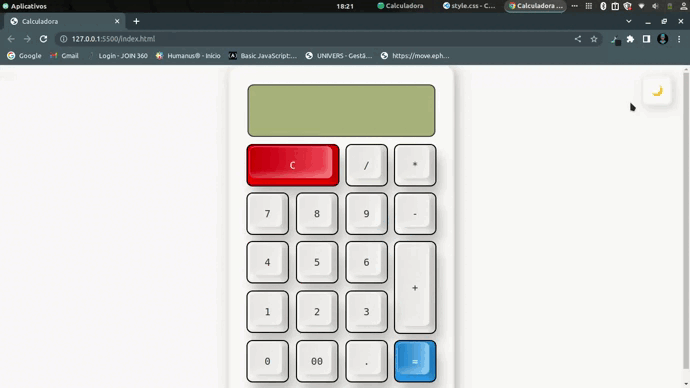 Aplicativos 18:21 Calculadora style.css - C... Calculadora ...
Calculadora
127.0.0.1:5500/index.html
Google Gmail Login - JOIN 360 Humanus® - Início Basic JavaScript:... UNIVERS - Gestã... https://move.eph...
C / *
7 8 9 -
4 5 6 +
1 2 3
0 00 . =